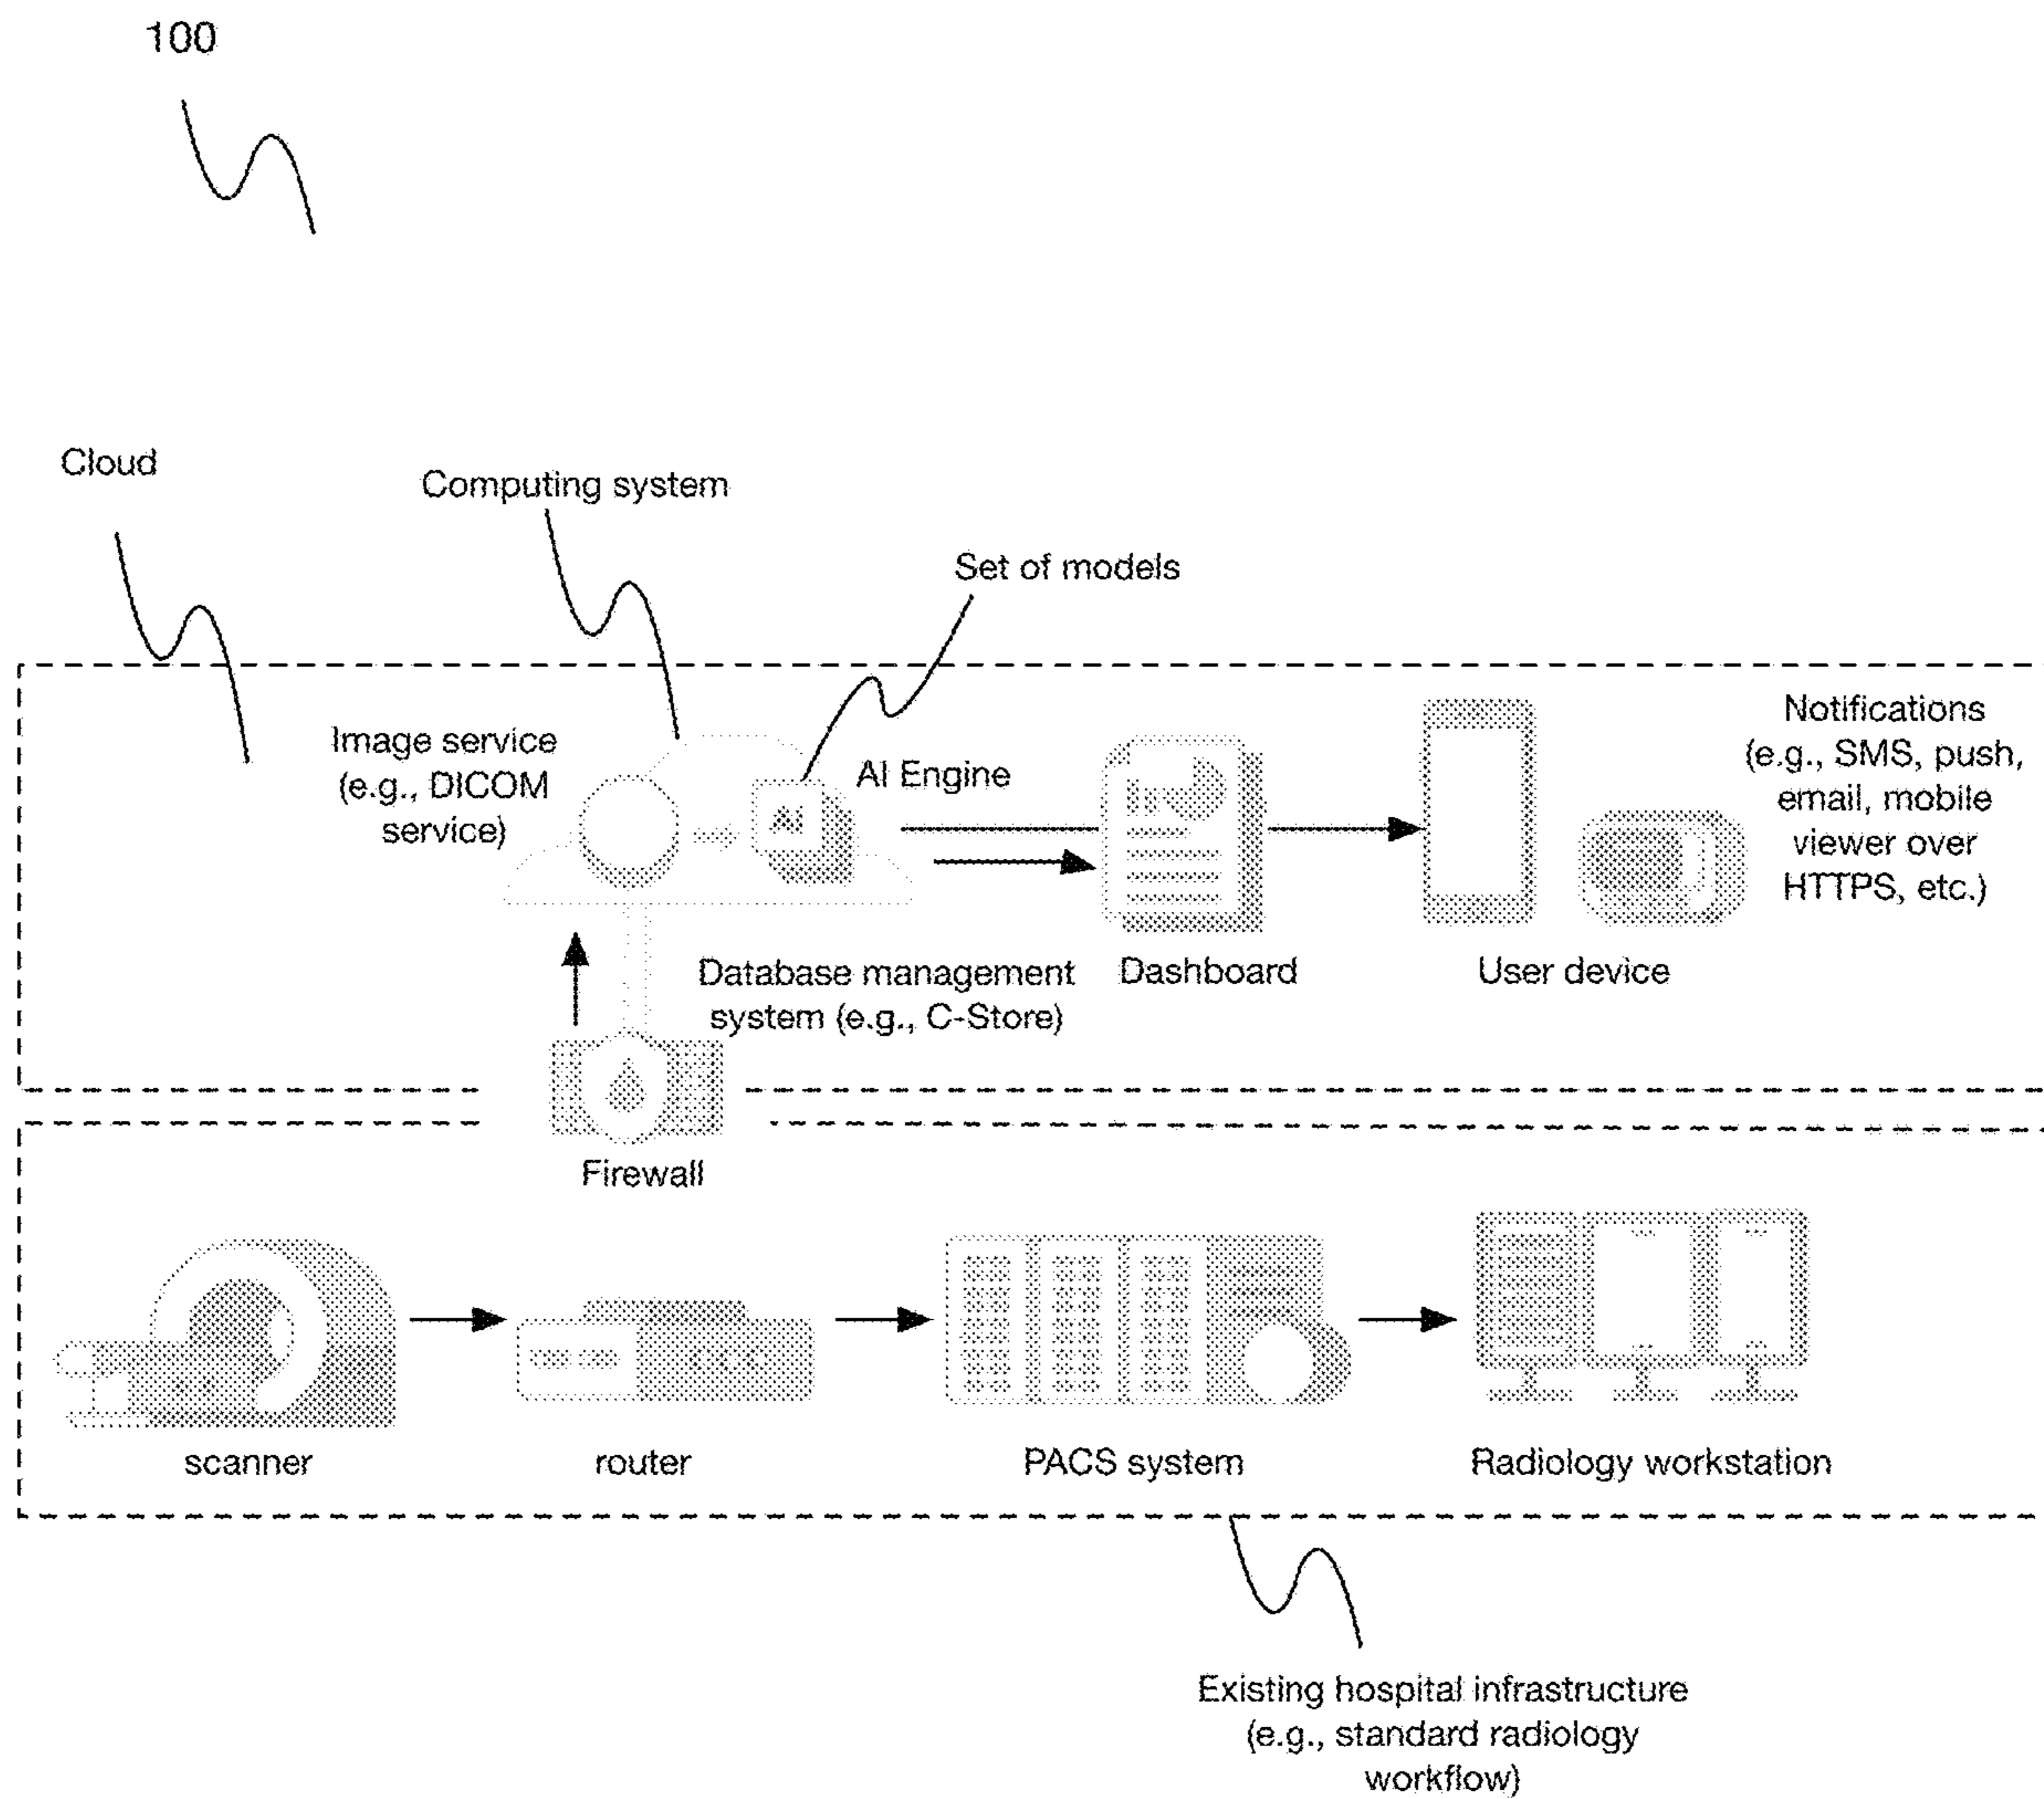 100
Cloud
Computing system
Set of models
Image service
(e.g., DICOM
service)
AI
AI Engine
Notifications
(e.g., SMS, push,
email, mobile
viewer over
HTTPS, etc.)
Database management
system (e.g., C-Store)
Dashboard
User device
Firewall
scanner
router
PACS system
Radiology workstation
Existing hospital infrastructure
(e.g., standard radiology
workflow)